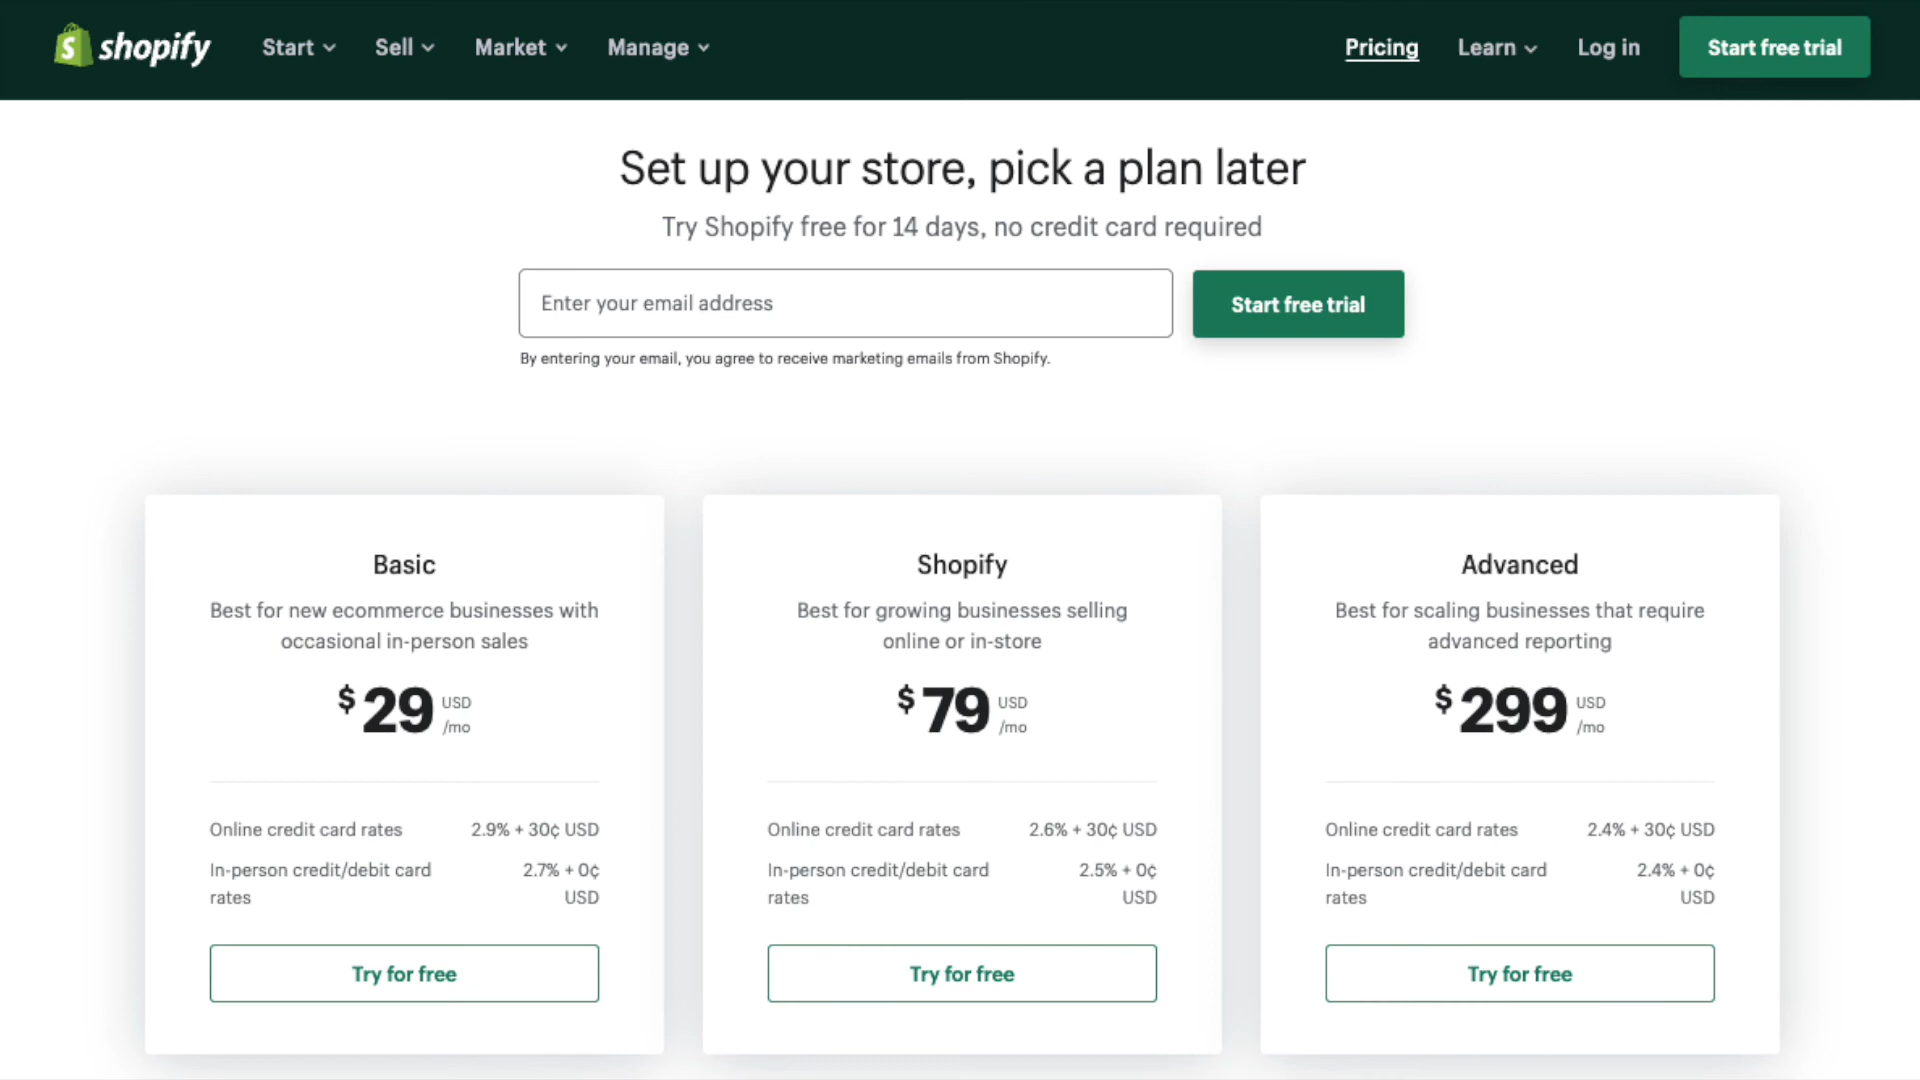 shopify Start Sell Market Manage Pricing Learn Log in Start free trial
Set up your store, pick a plan later
Try Shopify free for 14 days, no credit card required
Enter your email address Start free trial
By entering your email, you agree to receive marketing emails from Shopify.
Basic
Best for new ecommerce businesses with
occasional in-person sales
$29 USD
/mo
Online credit card rates 2.9% + 30¢ USD
In-person credit/debit card 2.7% + 0¢
rates USD
Try for free
Shopify
Best for growing businesses selling
online or in-store
$79 USD
/mo
Online credit card rates 2.6% + 30¢ USD
In-person credit/debit card 2.5% + 0¢
rates USD
Try for free
Advanced
Best for scaling businesses that require
advanced reporting
$299 USD
/mo
Online credit card rates 2.4% + 30¢ USD
In-person credit/debit card 2.4% + 0¢
rates USD
Try for free